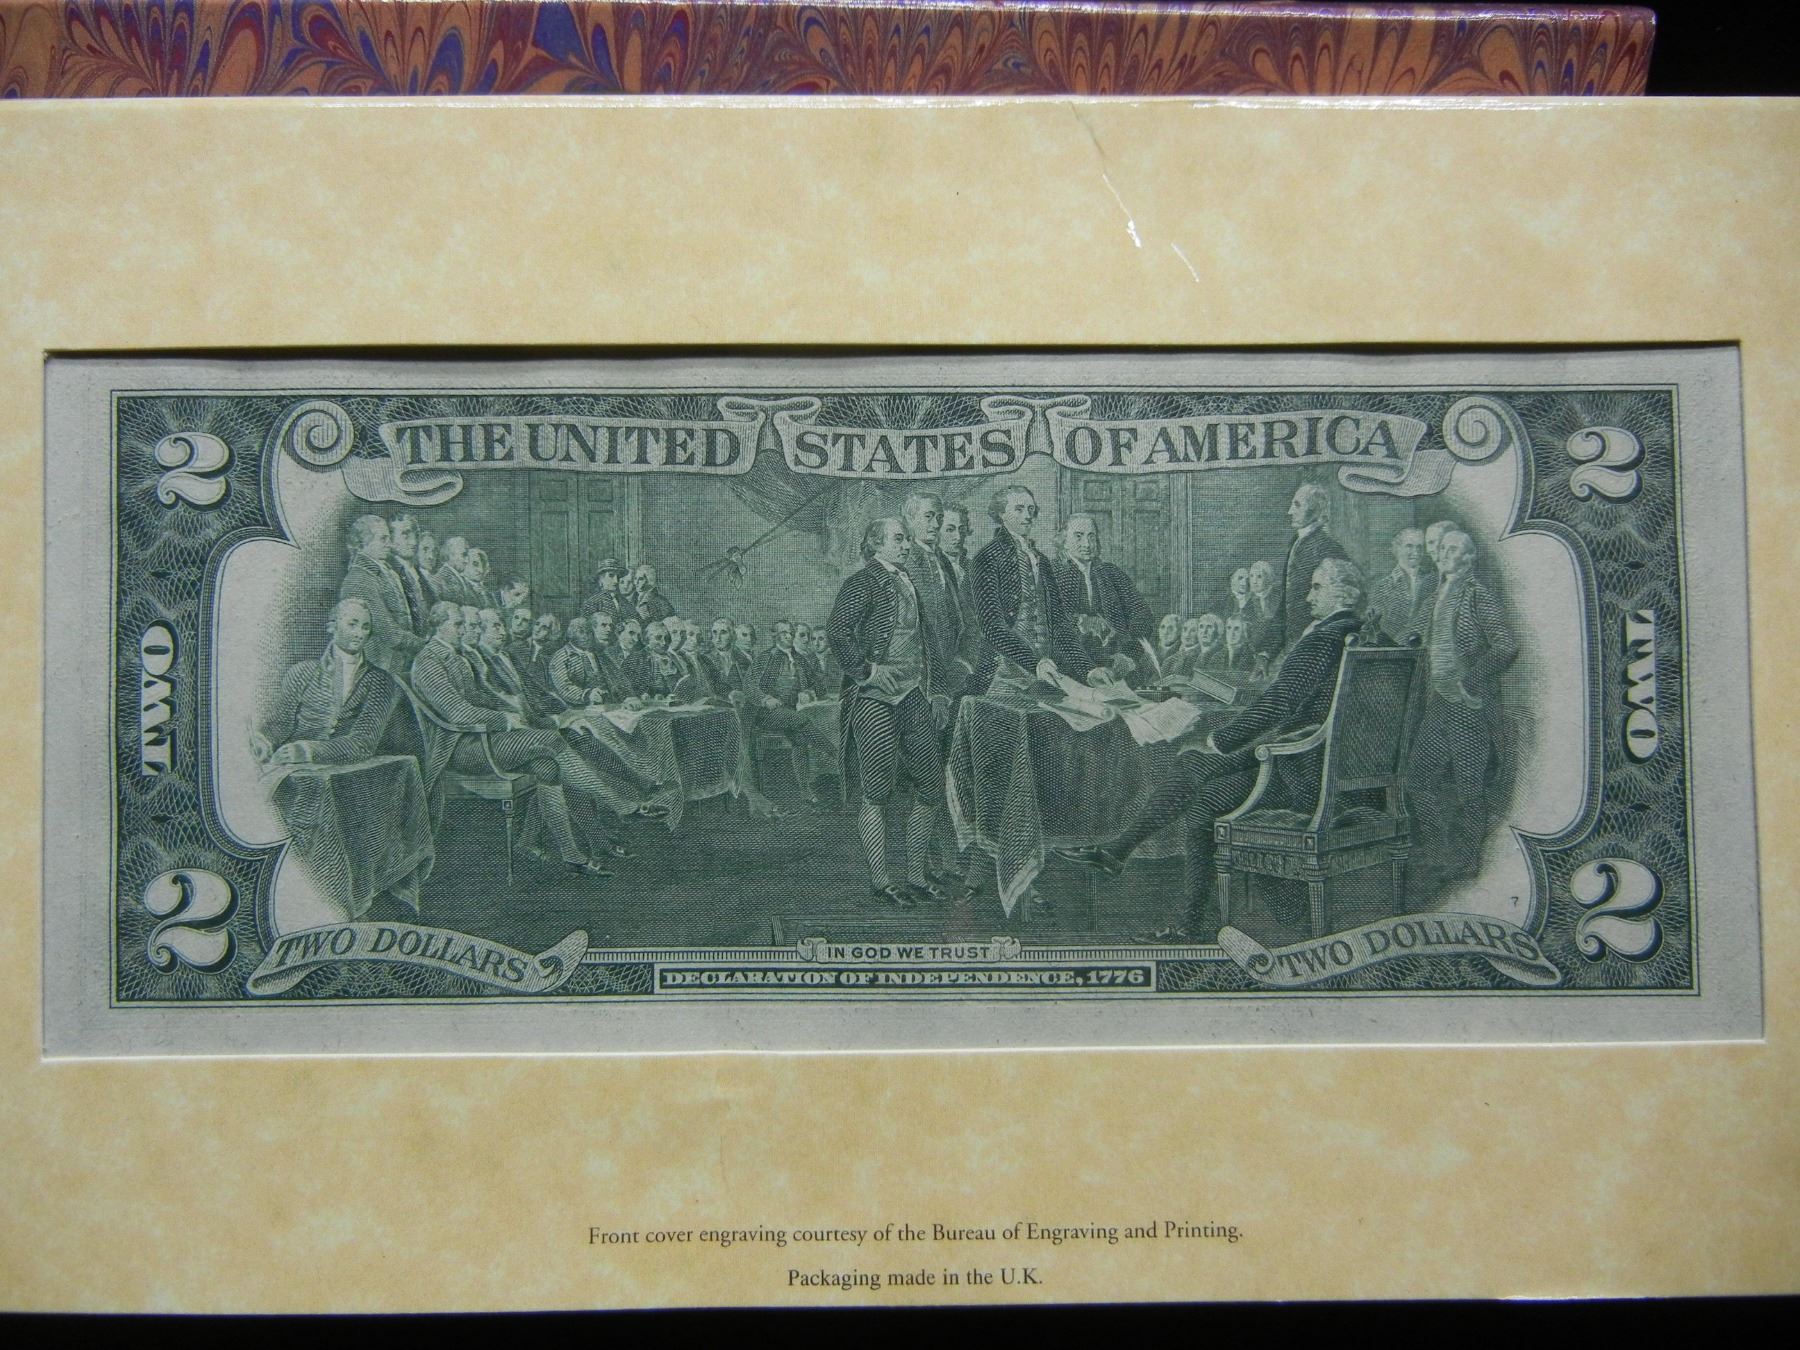 THE UNITED STATES OF AMERICA
2
2
TWO
TWO
7
2
2
TWO DOLLARS
IN GOD WE TRUST
TWO DOLLARS
DECLARATION OF INDEPENDENCE, 1776
Front cover engraving courtesy of the Bureau of Engraving and Printing.
Packaging made in the U.K.